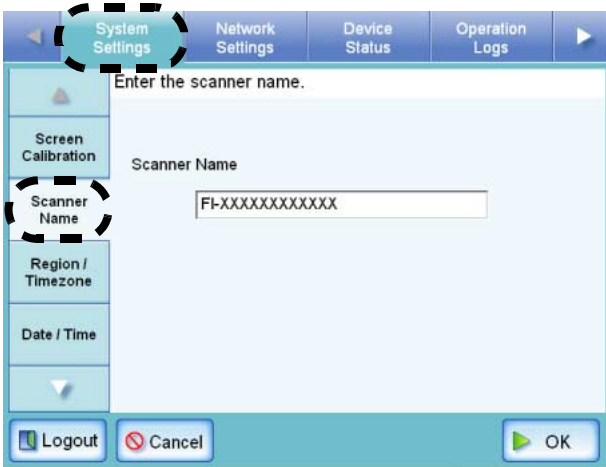 System
Settings
Network
Settings
Device
Status
Operation
Logs
Enter the scanner name.
Screen
Calibration
Scanner
Name
Region /
Timezone
Date / Time
Scanner Name
FI-XXXXXXXXXXXX
Logout
Cancel
OK